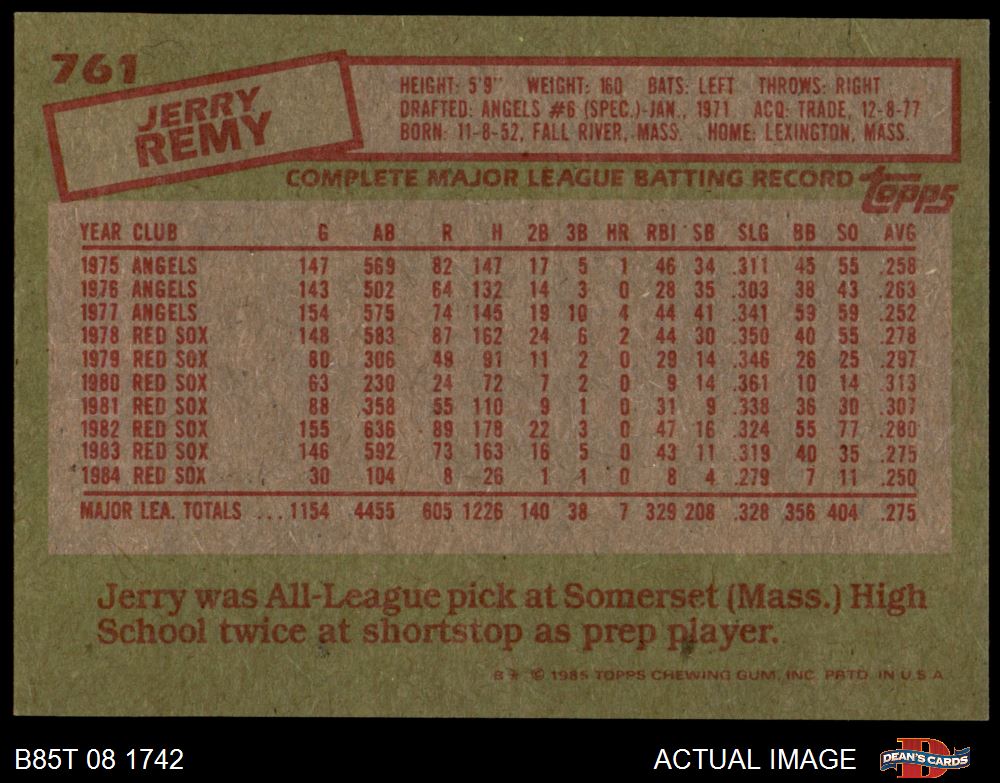 761
JERRY
REMY
HEIGHT: 5'9" WEIGHT: 160 BATS: LEFT THROWS: RIGHT
DRAFTED: ANGELS #6 (SPEC.)-JAN., 1971 ACQ: TRADE, 12-8-77
BORN: 11-8-52, FALL RIVER, MASS. HOME: LEXINGTON, MASS.
COMPLETE MAJOR LEAGUE BATTING RECORD topps
YEAR CLUB G AB R H 2B 3B HR RBI SB SLG BB SO AVG
1975 ANGELS 147 569 82 147 17 5 1 46 34 .311 45 55 .258
1976 ANGELS 143 502 64 132 14 3 0 28 35 .303 38 43 .263
1977 ANGELS 154 575 74 145 19 10 4 44 41 .341 59 59 .252
1978 RED SOX 148 583 87 162 24 6 2 44 30 .350 40 55 .278
1979 RED SOX 80 306 49 91 11 2 0 29 14 .346 26 25 .297
1980 RED SOX 63 230 24 72 7 2 0 9 14 .361 10 14 .313
1981 RED SOX 88 358 55 110 9 1 0 31 9 .338 36 30 .307
1982 RED SOX 155 636 89 178 22 3 0 47 16 .324 55 77 .280
1983 RED SOX 146 592 73 163 16 5 0 43 11 .319 40 35 .275
1984 RED SOX 30 104 8 26 1 1 0 8 4 .279 7 11 .250
MAJOR LEA. TOTALS ...1154 4455 605 1226 140 38 7 329 208 .328 356 404 .275
Jerry was All-League pick at Somerset (Mass.) High
School twice at shortstop as prep player.
B* © 1985 TOPPS CHEWING GUM, INC. PRTD. IN U.S.A.
B85T 08 1742 ACTUAL IMAGE DEAN'S CARDS